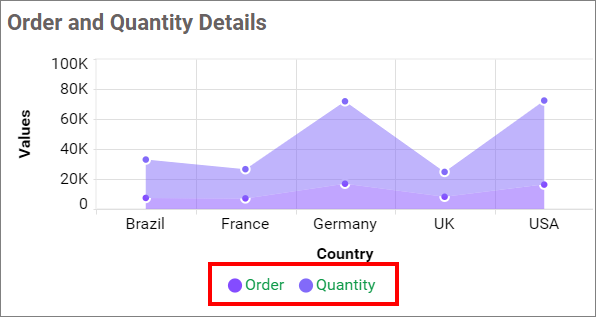 Order and Quantity Details
Values
100K
80K
60K
40K
20K
0
Brazil France Germany UK USA
Country
Order Quantity